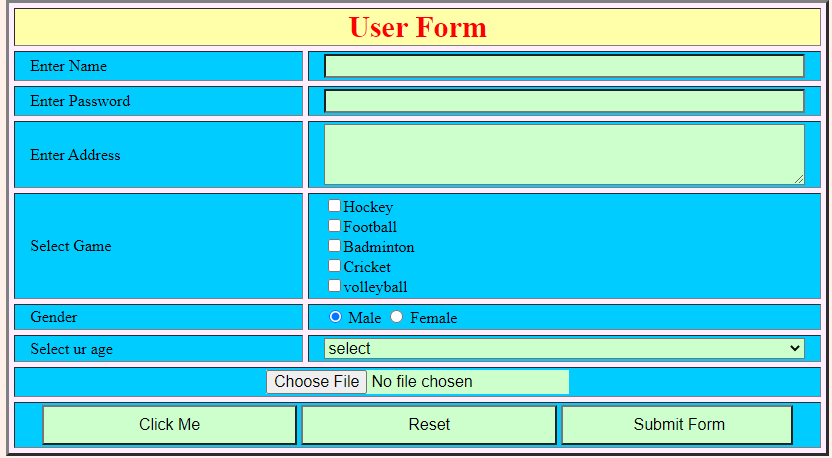 User Form
Enter Name
Enter Password
Enter Address
Select Game
Hockey
Football
Badminton
Cricket
volleyball
Gender
Male Female
Select ur age
select
Choose File No file chosen
Click Me Reset Submit Form